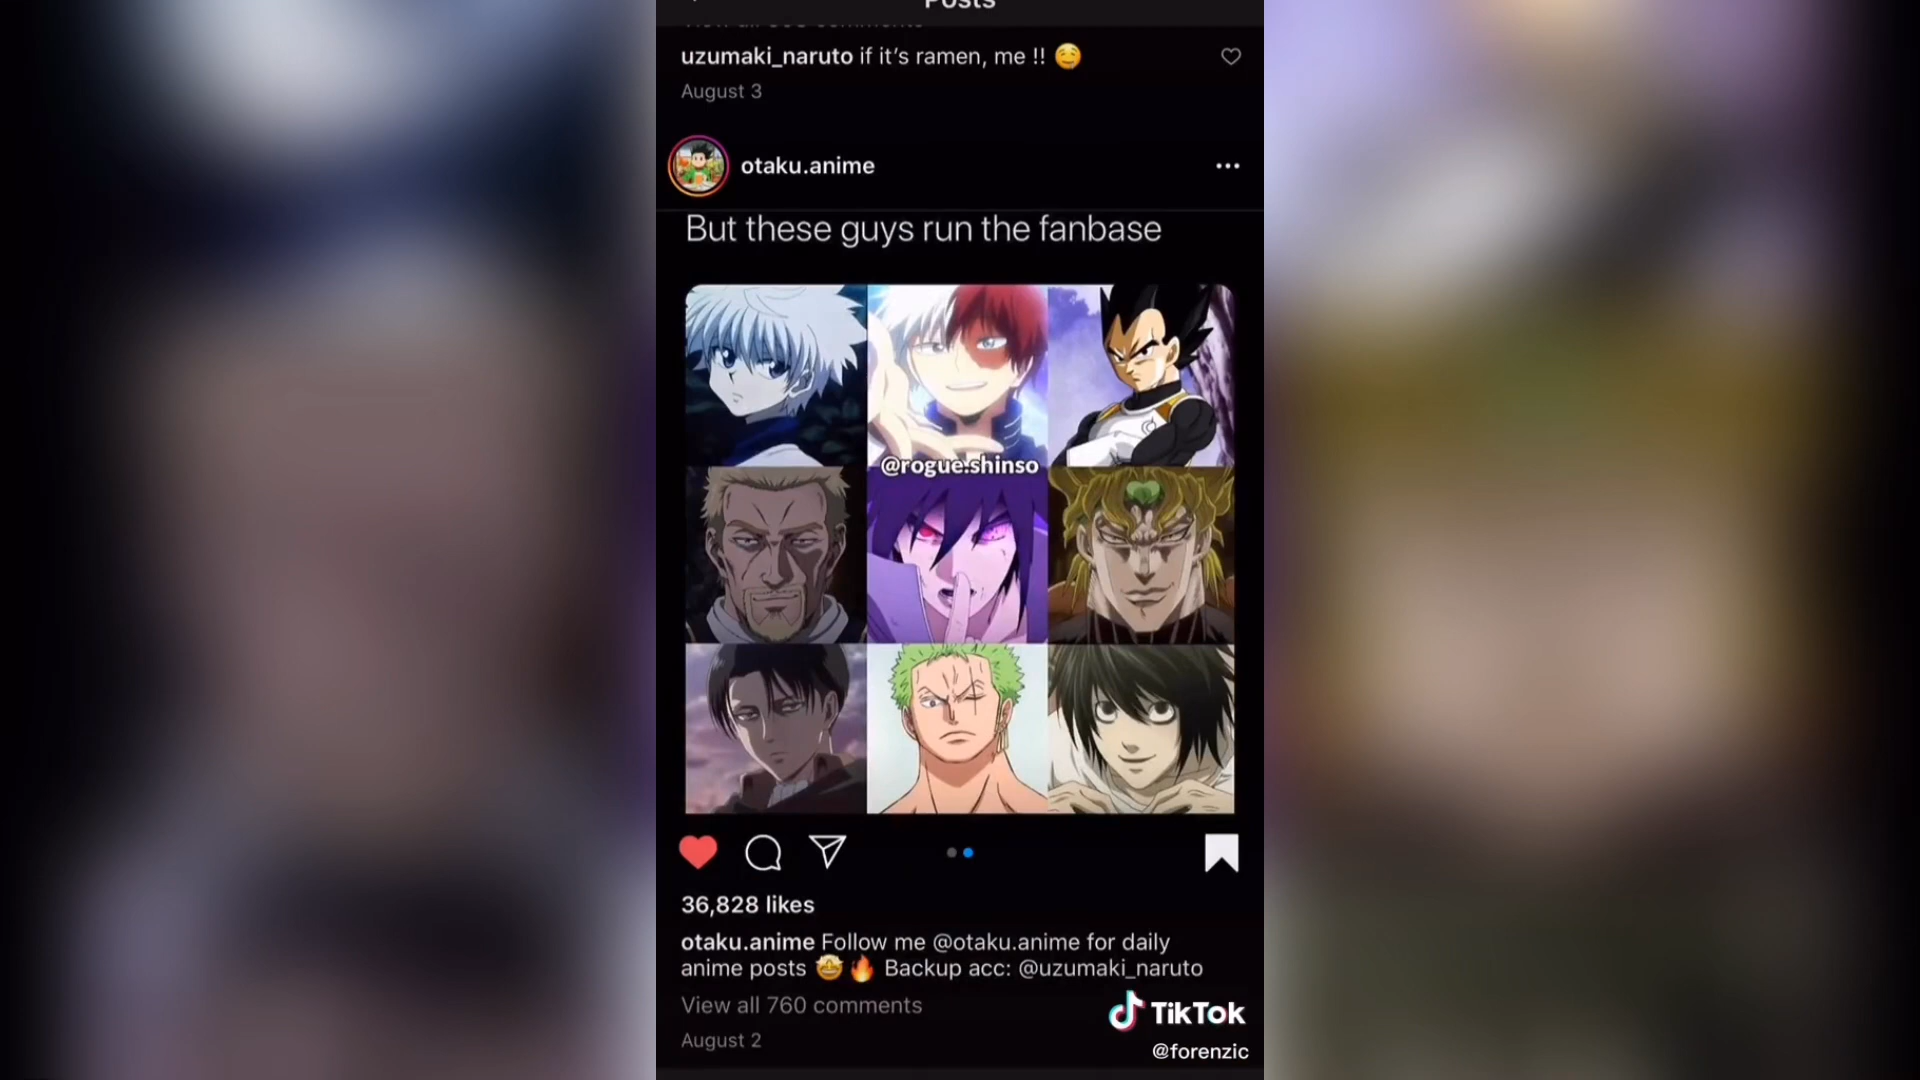 Posts
uzumaki_naruto if it's ramen, me !! 🤤
August 3
otaku.anime
But these guys run the fanbase
@rogue.shinso
36,828 likes
otaku.anime Follow me @otaku.anime for daily
anime posts 🤩🔥 Backup acc: @uzumaki_naruto
View all 760 comments
August 2
TikTok
@forenzic